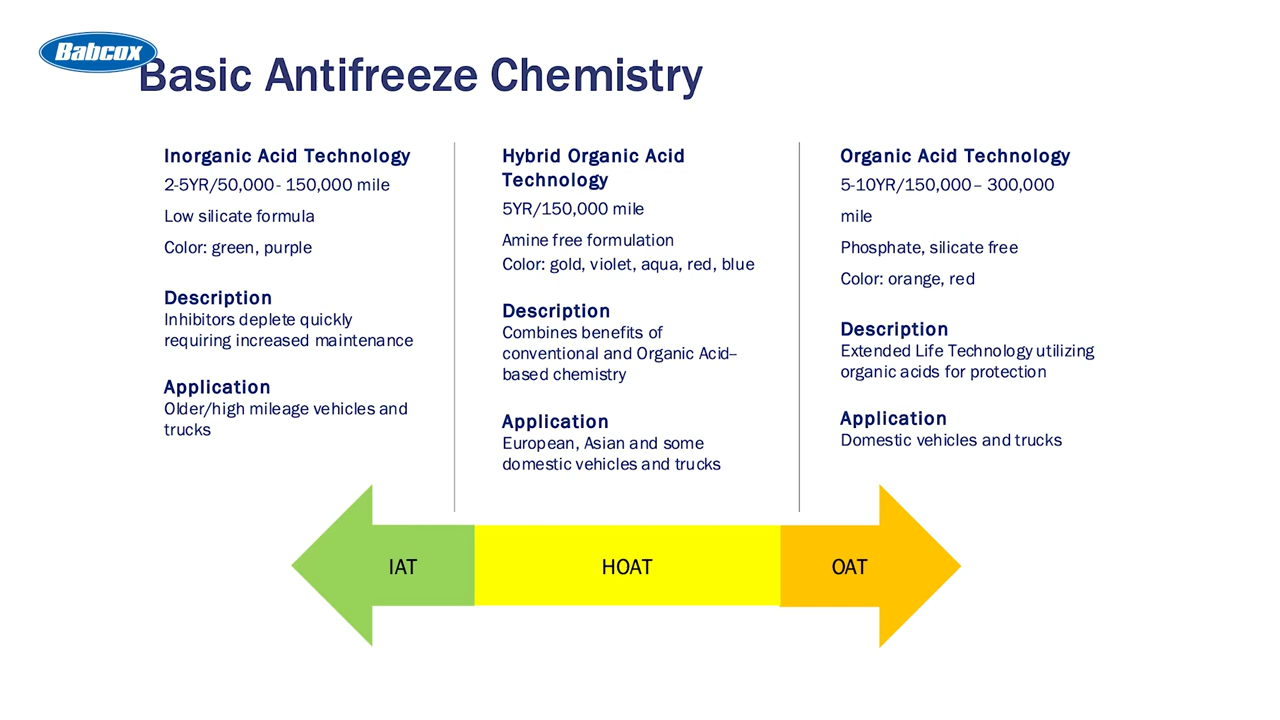 Babcox
Basic Antifreeze Chemistry
Inorganic Acid Technology
2-5YR/50,000- 150,000 mile
Low silicate formula
Color: green, purple
Description
Inhibitors deplete quickly
requiring increased maintenance
Application
Older/high mileage vehicles and
trucks
Hybrid Organic Acid
Technology
5YR/150,000 mile
Amine free formulation
Color: gold, violet, aqua, red, blue
Description
Combines benefits of
conventional and Organic Acid–
based chemistry
Application
European, Asian and some
domestic vehicles and trucks
Organic Acid Technology
5-10YR/150,000– 300,000
mile
Phosphate, silicate free
Color: orange, red
Description
Extended Life Technology utilizing
organic acids for protection
Application
Domestic vehicles and trucks
IAT
HOAT
OAT